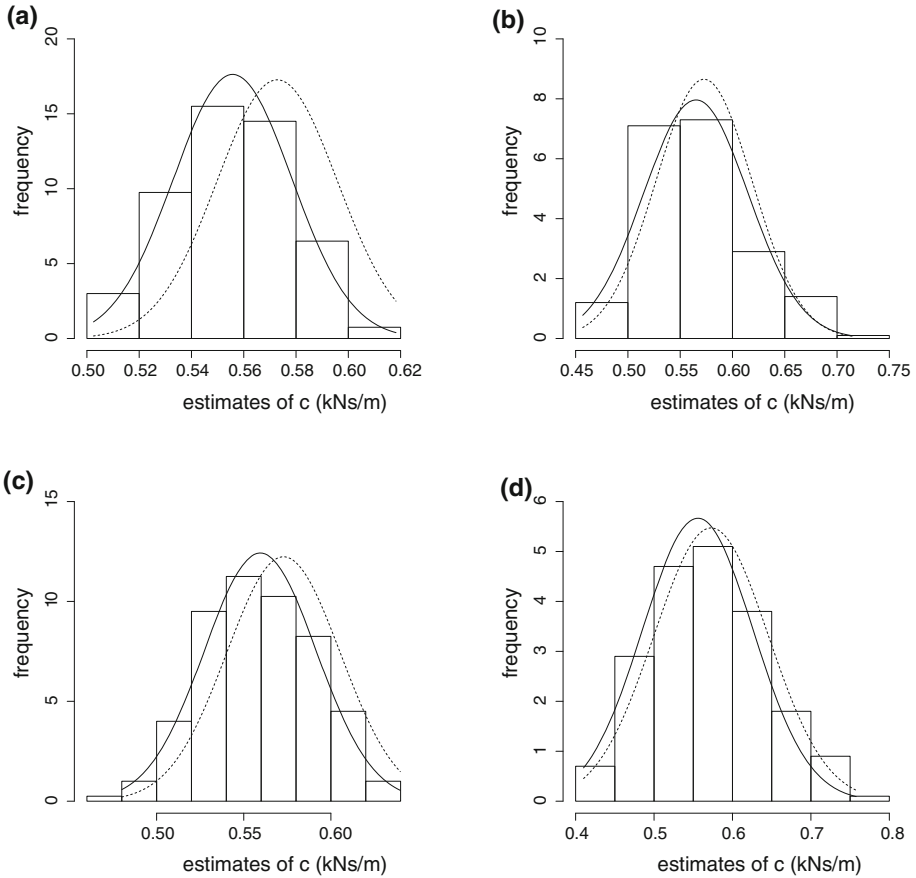 (a)
20
15
10
5
0
frequency
0.50 0.52 0.54 0.56 0.58 0.60 0.62
estimates of c (kNs/m)
(b)
10
8
6
4
2
0
frequency
0.45 0.50 0.55 0.60 0.65 0.70 0.75
estimates of c (kNs/m)
(c)
15
10
5
0
frequency
0.50 0.55 0.60
estimates of c (kNs/m)
(d)
6
5
4
3
2
1
0
frequency
0.4 0.5 0.6 0.7 0.8
estimates of c (kNs/m)